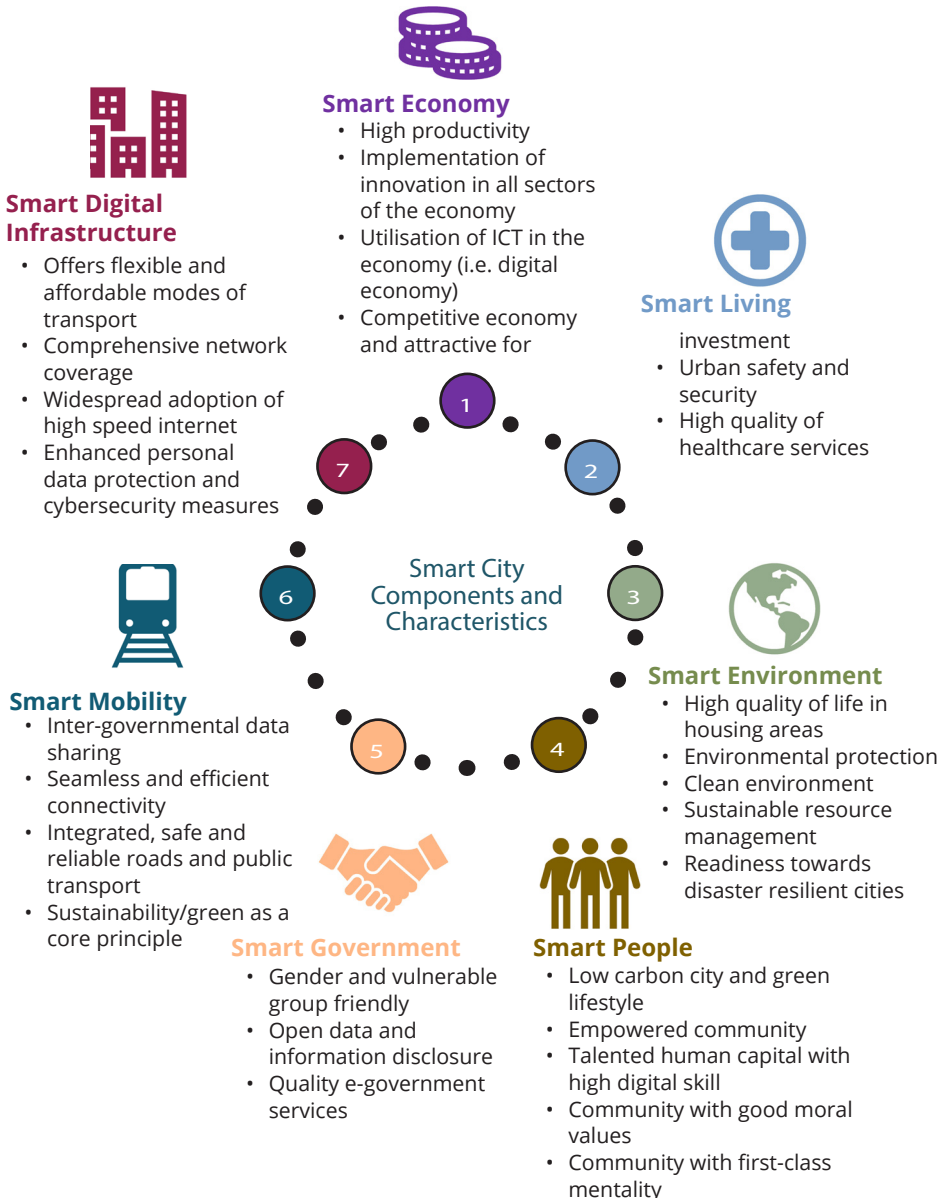 Smart Economy
• High productivity
• Implementation of
innovation in all sectors
of the economy
• Utilisation of ICT in the
economy (i.e. digital
economy)
• Competitive economy
and attractive for
Smart Living
investment
• Urban safety and
security
• High quality of
healthcare services
Smart Environment
• High quality of life in
housing areas
• Environmental protection
• Clean environment
• Sustainable resource
management
• Readiness towards
disaster resilient cities
Smart People
• Low carbon city and green
lifestyle
• Empowered community
• Talented human capital with
high digital skill
• Community with good moral
values
• Community with first-class
mentality
Smart Government
• Gender and vulnerable
group friendly
• Open data and
information disclosure
• Quality e-government
services
Smart Mobility
• Inter-governmental data
sharing
• Seamless and efficient
connectivity
• Integrated, safe and
reliable roads and public
transport
• Sustainability/green as a
core principle
Smart Digital
Infrastructure
• Offers flexible and
affordable modes of
transport
• Comprehensive network
coverage
• Widespread adoption of
high speed internet
• Enhanced personal
data protection and
cybersecurity measures
Smart City
Components and
Characteristics
1
2
3
4
5
6
7